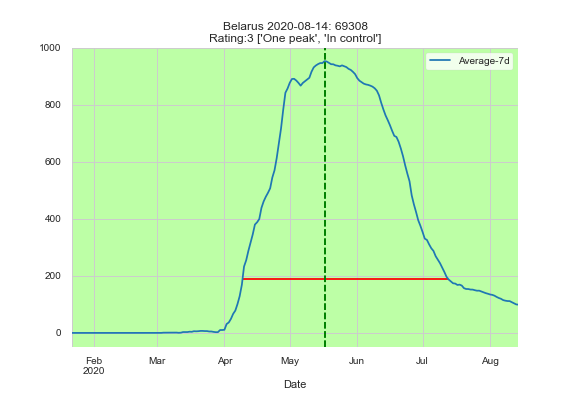 Belarus 2020-08-14: 69308
Rating:3 ['One peak', 'In control']
Average-7d
1000
800
600
400
200
0
Feb
2020
Mar
Apr
May
Jun
Jul
Aug
Date